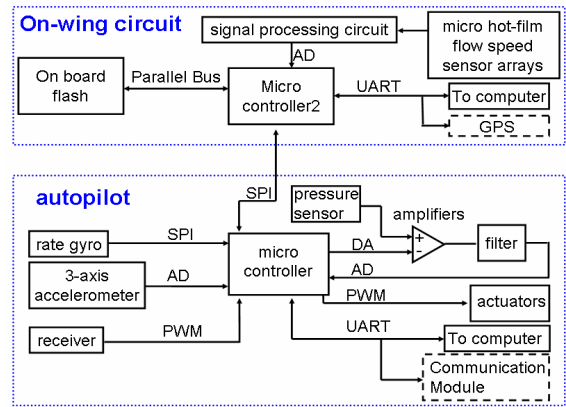 On-wing circuit
signal processing circuit
micro hot-film
flow speed
sensor arrays
AD
On board
flash
Parallel Bus
Micro
controller2
UART
To computer
GPS
SPI
autopilot
pressure
sensor
amplifiers
rate gyro
SPI
micro
controller
DA
+
-
filter
3-axis
accelerometer
AD
AD
PWM
actuators
receiver
PWM
UART
To computer
Communication
Module